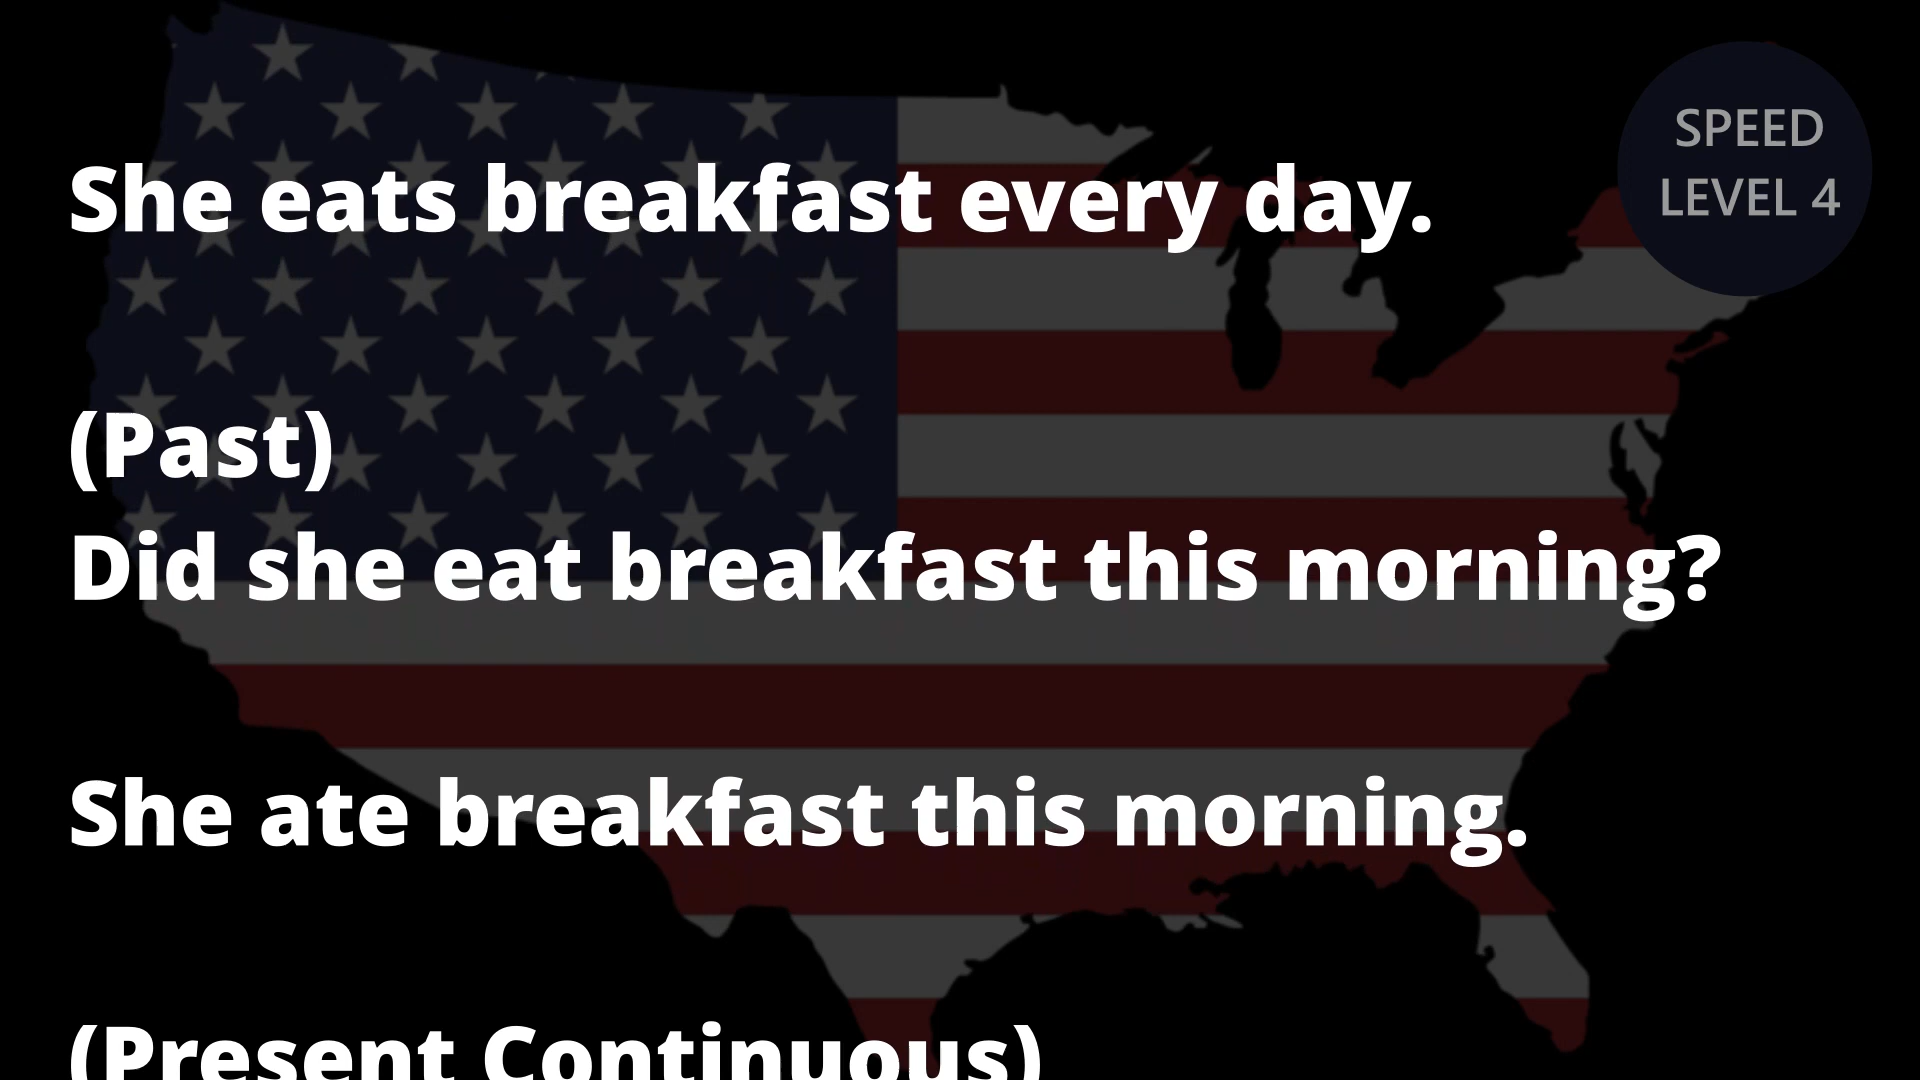 SPEED
LEVEL 4
She eats breakfast every day.
(Past)
Did she eat breakfast this morning?
She ate breakfast this morning.
(Present Continuous)